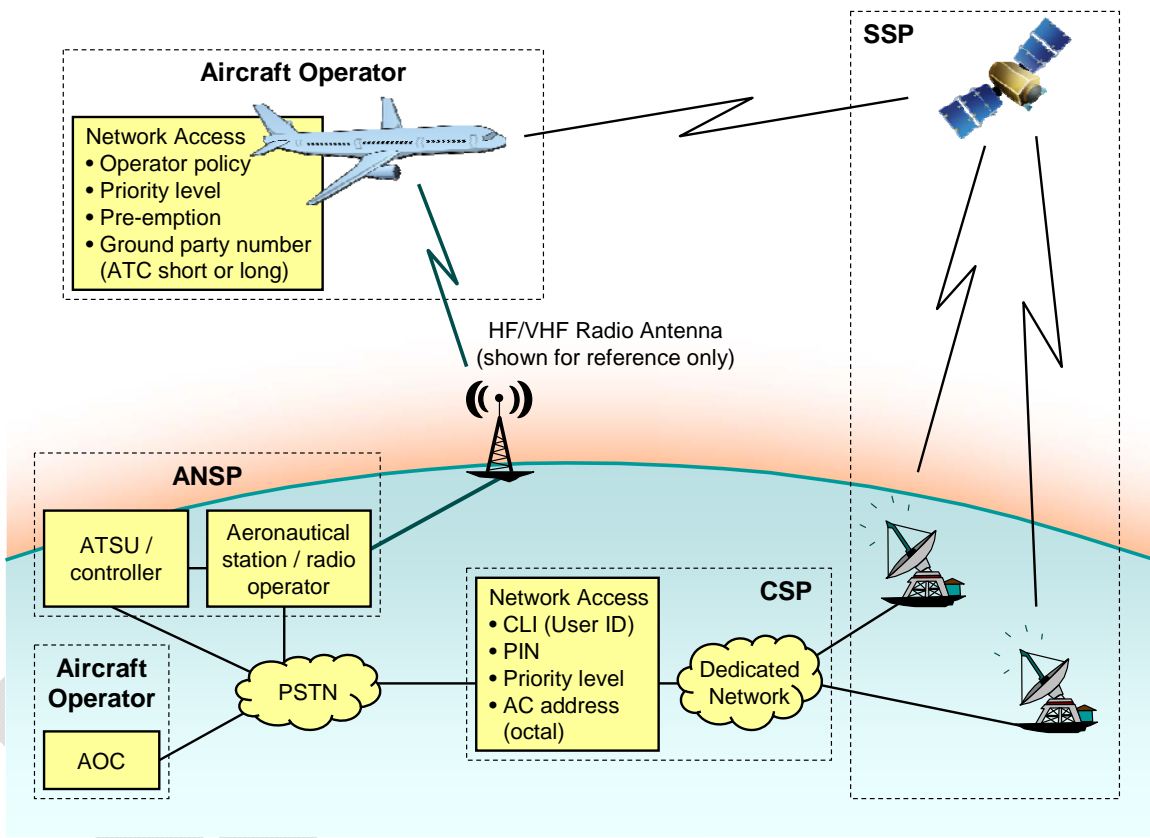 SSP
Aircraft Operator
Network Access
• Operator policy
• Priority level
• Pre-emption
• Ground party number
(ATC short or long)
HF/VHF Radio Antenna
(shown for reference only)
ANSP
ATSU /
controller
Aeronautical
station / radio
operator
CSP
Network Access
• CLI (User ID)
• PIN
• Priority level
• AC address
(octal)
Dedicated
Network
PSTN
Aircraft
Operator
AOC